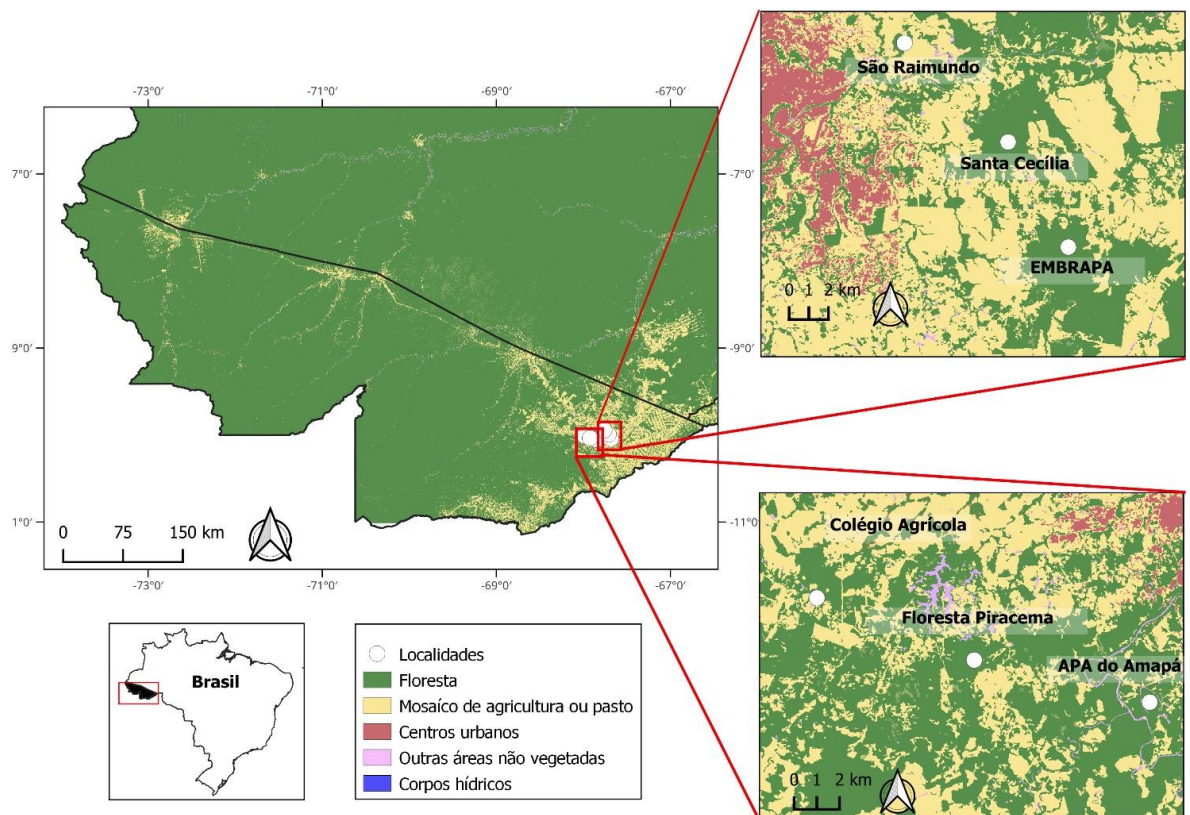 -73°0′ -71°0′ -69°0′ -67°0′
7°0′ -7°0′
9°0′ -9°0′
1°0′ -11°0′
0 75 150 km
-73°0′ -71°0′ -69°0′ -67°0′
São Raimundo
Santa Cecília
EMBRAPA
0 1 2 km
Brasil
Localidades
Floresta
Mosaíco de agricultura ou pasto
Centros urbanos
Outras áreas não vegetadas
Corpos hídricos
Colégio Agrícola
Floresta Piracema
APA do Amapá
0 1 2 km